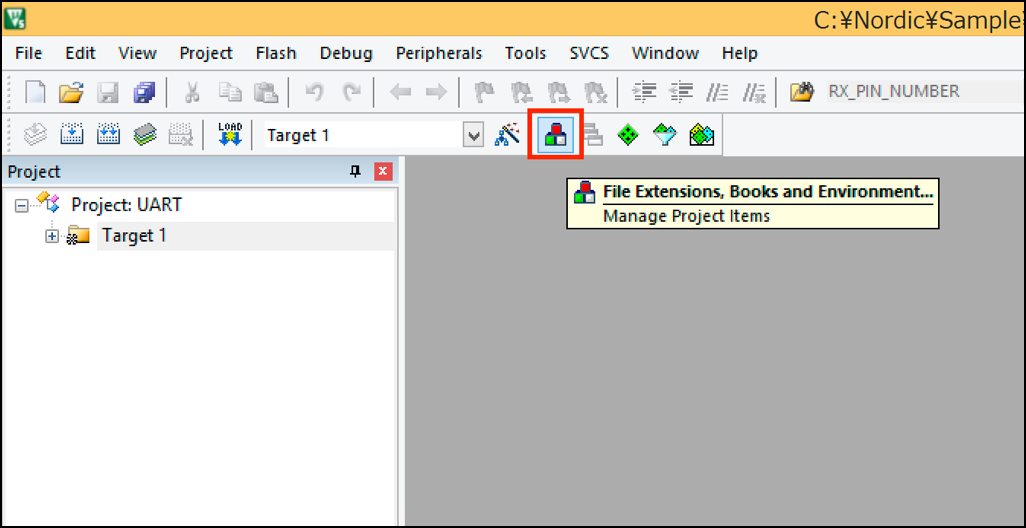 C:¥Nordic¥Sample
File Edit View Project Flash Debug Peripherals Tools SVCS Window Help
RX_PIN_NUMBER
LOAD Target 1
Project
Project: UART
Target 1
File Extensions, Books and Environment...
Manage Project Items